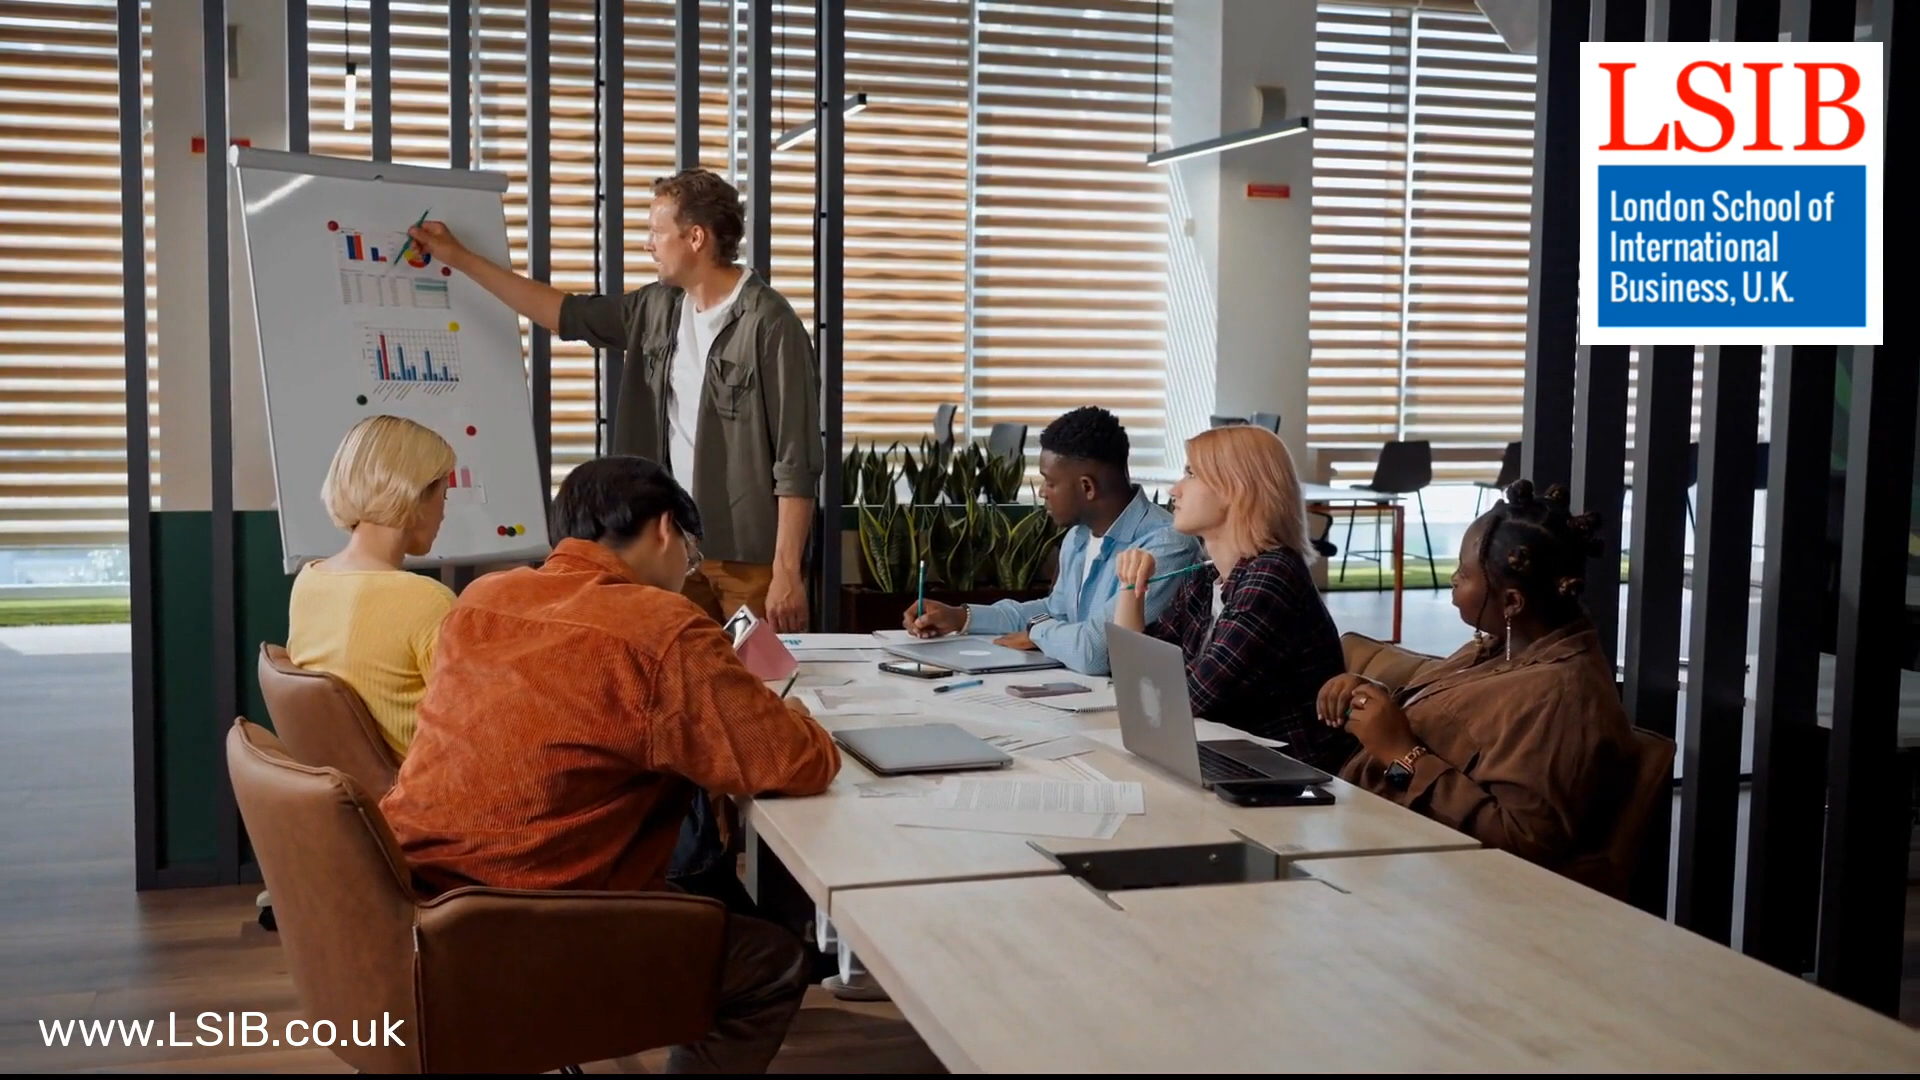 LSIB
London School of
International
Business, U.K.
www.LSIB.co.uk